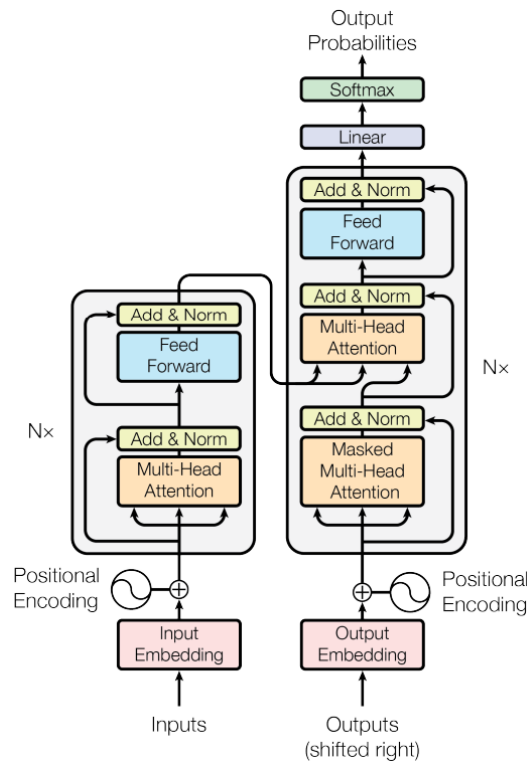 Output
Probabilities
Softmax
Linear
Add & Norm
Feed
Forward
Add & Norm
Multi-Head
Attention
Add & Norm
Masked
Multi-Head
Attention
Nx
Add & Norm
Feed
Forward
Add & Norm
Multi-Head
Attention
Nx
Positional
Encoding
Positional
Encoding
Input
Embedding
Output
Embedding
Inputs
Outputs
(shifted right)